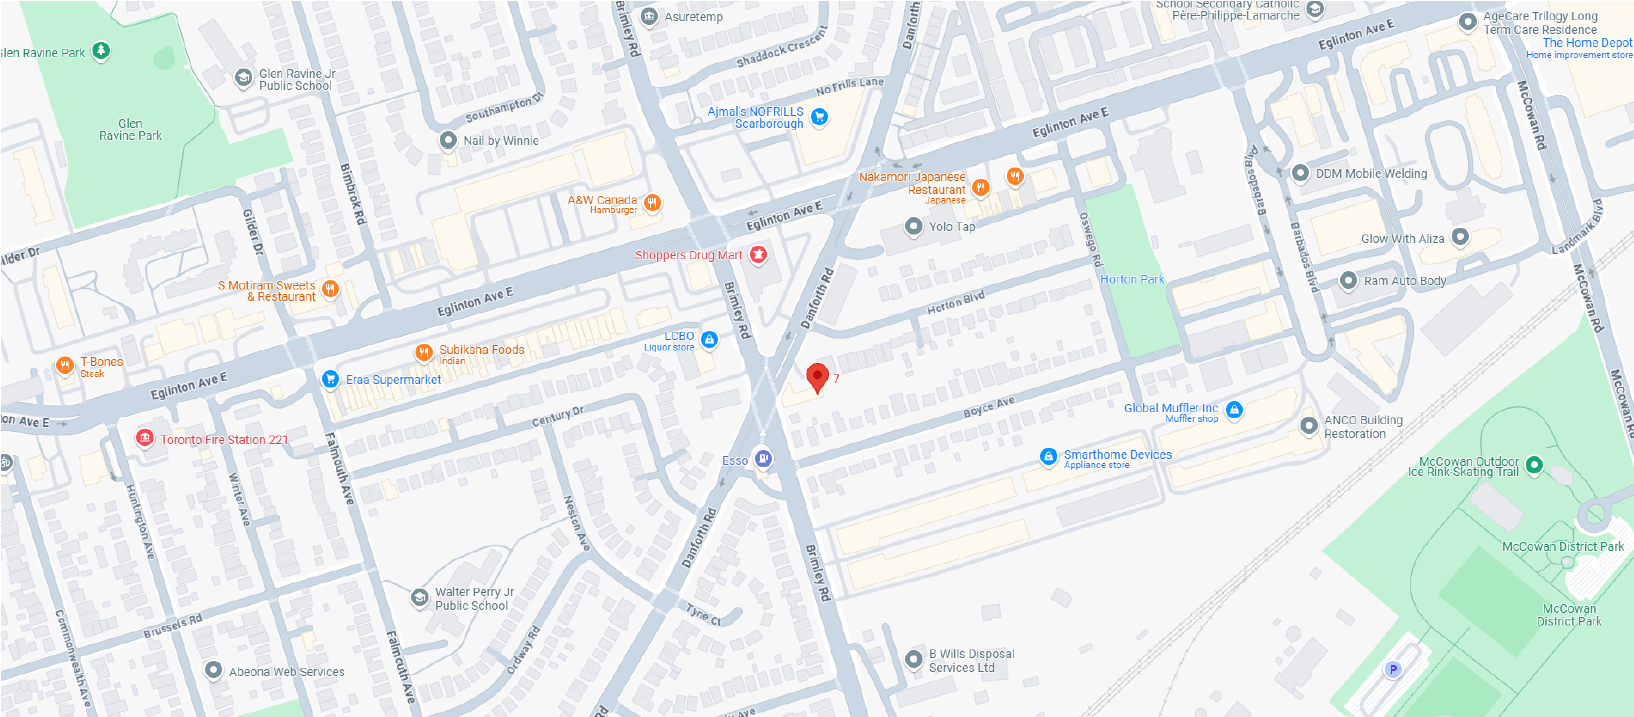 School Secondary Catholic
Père-Philippe-Lamarche
AgeCare Trilogy Long
Term Care Residence
Asuretemp
Brimley Rd
Danforth Rd
Shaddock Crescent
Eglinton Ave E
The Home Depot
Home improvement store
Glen Ravine Park
Glen Ravine Jr
Public School
No Frills Lane
Southampton Dr
McCowan Rd
Ajmal's NOFRILLS
Scarborough
Glen
Ravine Park
Eglinton Ave E
Nail by Winnie
Bimbrok Rd
Barbados Blvd
Nakamori Japanese
Restaurant
Japanese
DDM Mobile Welding
A&W Canada
Hamburger
Eglinton Ave E
Gilder Dr
Yolo Tap
Oswego Rd
Barbados Blvd
Glow With Aliza
Landmark Blvd
Gilder Dr
Shoppers Drug Mart
S Motiram Sweets
& Restaurant
Eglinton Ave E
Brimley Rd
Danforth Rd
Horton Blvd
Horton Park
Ram Auto Body
McCowan Rd
LCBO
Liquor store
T-Bones
Steak
Subiksha Foods
Indian
Eglinton Ave E
Eraa Supermarket
7
McCowan Rd
Ave E
Century Dr
Boyce Ave
Global Muffler Inc
Muffler shop
ANCO Building
Restoration
Toronto Fire Station 221
Falmouth Ave
Esso
Smarthome Devices
Appliance store
McCowan Outdoor
Ice Rink Skating Trail
Huntington Ave
Winter Ave
Neston Ave
Danforth Rd
Brimley Rd
McCowan District Park
Walter Perry Jr
Public School
Tyne Ct
McCowan
District Park
Brussels Rd
Commonwealth Ave
Falmouth Ave
Ordway Rd
B Wills Disposal
Services Ltd
Abeona Web Services
P
Rd
Ave